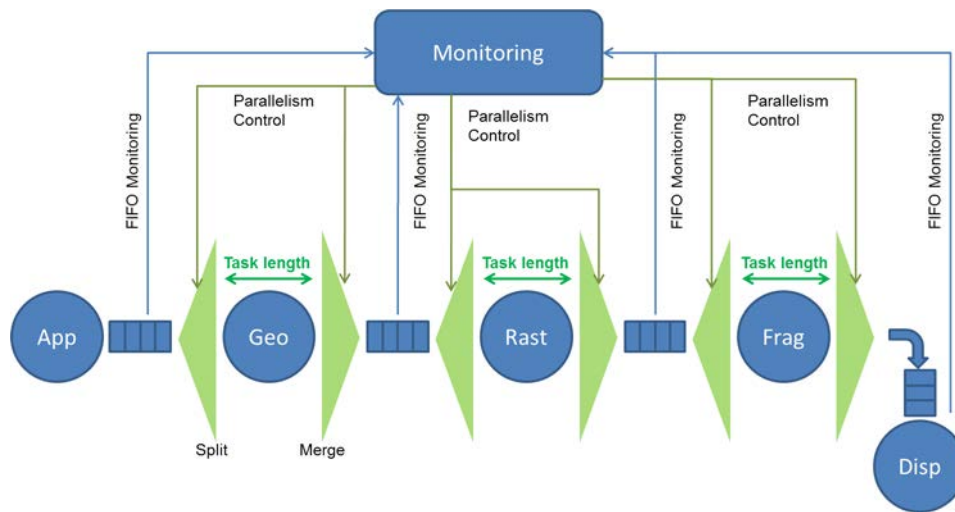 Monitoring
Parallelism
Control
Parallelism
Control
Parallelism
Control
FIFO Monitoring
FIFO Monitoring
FIFO Monitoring
FIFO Monitoring
Task length
Task length
Task length
App
Geo
Rast
Frag
Split
Merge
Disp